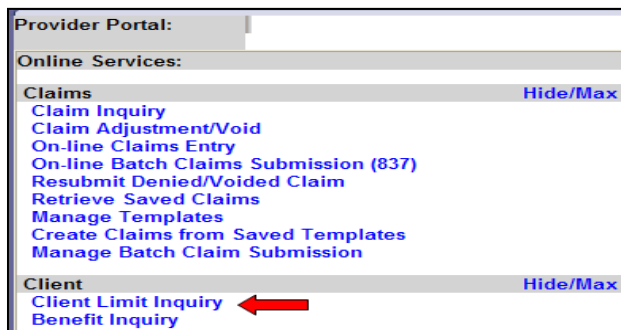 Provider Portal:
Online Services:
Claims Hide/Max
Claim Inquiry
Claim Adjustment/Void
On-line Claims Entry
On-line Batch Claims Submission (837)
Resubmit Denied/Voided Claim
Retrieve Saved Claims
Manage Templates
Create Claims from Saved Templates
Manage Batch Claim Submission
Client Hide/Max
Client Limit Inquiry
Benefit Inquiry